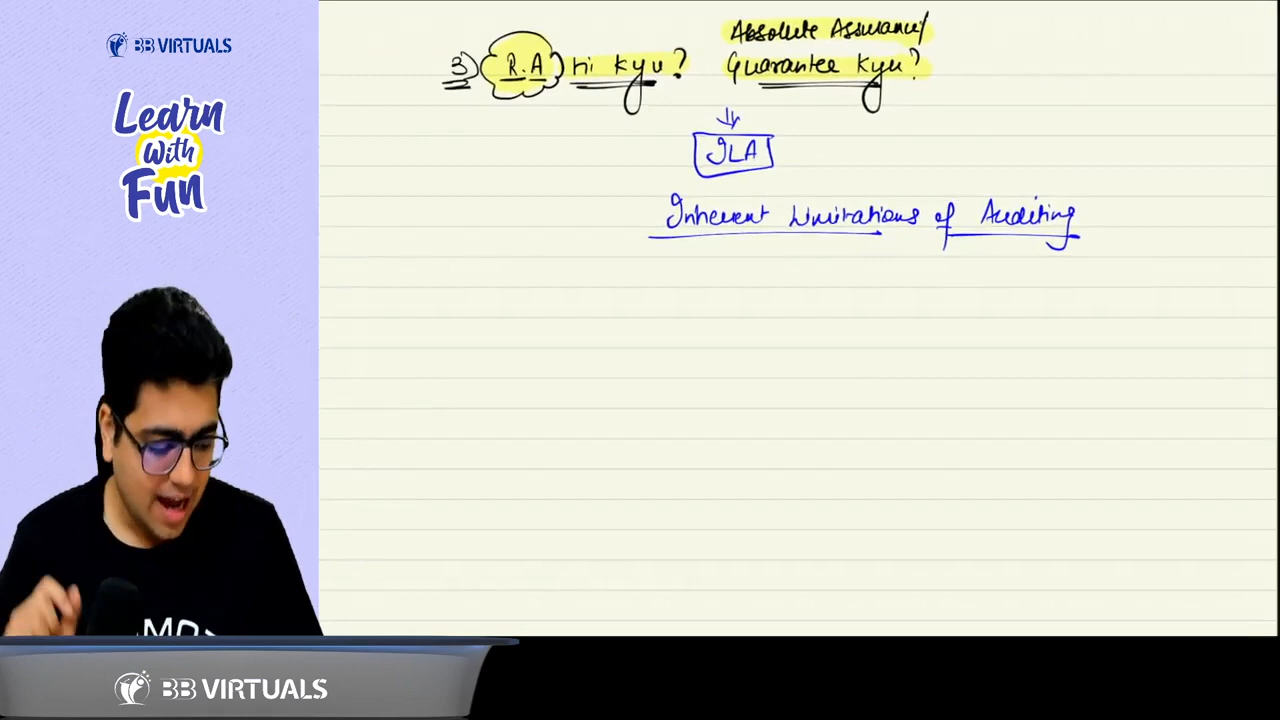 BB VIRTUALS
Learn
With
Fun
3) R.A hi kyu?
Absolute Assurance/
Guarantee kyu?
ILA
Inherent Limitations of Auditing
BB VIRTUALS